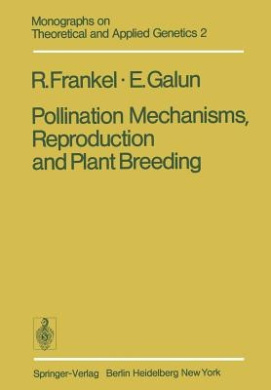 Monographs on
Theoretical and Applied Genetics 2
R.Frankel·E.Galun
Pollination Mechanisms,
Reproduction
and Plant Breeding
Springer-Verlag Berlin Heidelberg New York